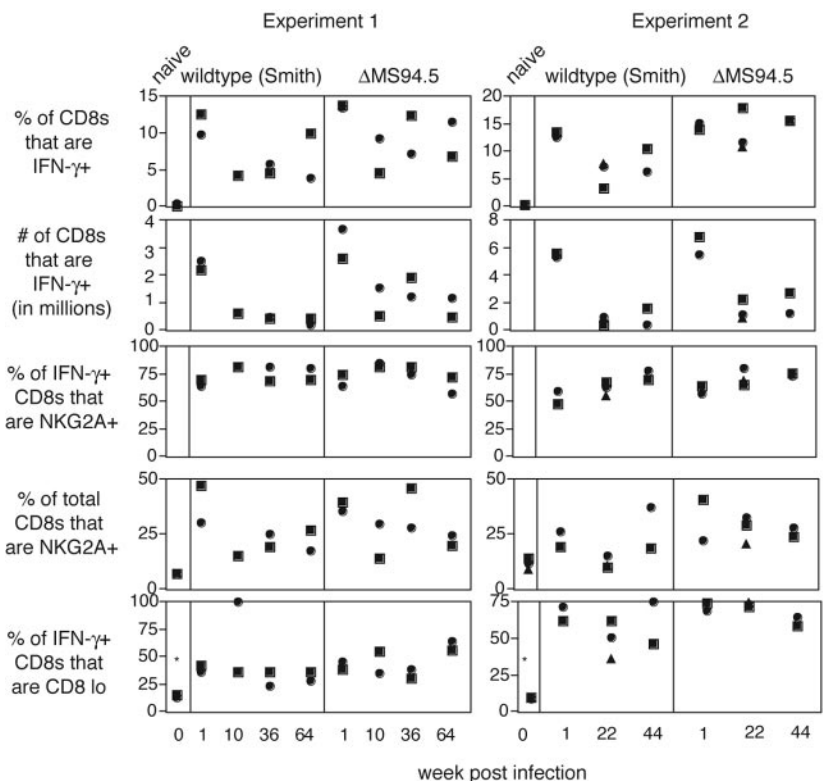 Experiment 1
Experiment 2
naive
wildtype (Smith)
ΔMS94.5
naive
wildtype (Smith)
ΔMS94.5
% of CD8s
that are
IFN-γ+
15
10
5
0
20
15
10
5
0
# of CD8s
that are
IFN-γ+
(in millions)
4
3
2
1
0
8
6
4
2
0
% of IFN-γ+
CD8s that
are NKG2A+
100
75
50
25
0
100
75
50
25
0
% of total
CD8s that
are NKG2A+
50
25
0
50
25
0
% of IFN-γ+
CD8s that
are CD8 lo
100
75
50
25
0
*
75
50
25
0
*
0 1 10 36 64 1 10 36 64
0 1 22 44 1 22 44
week post infection